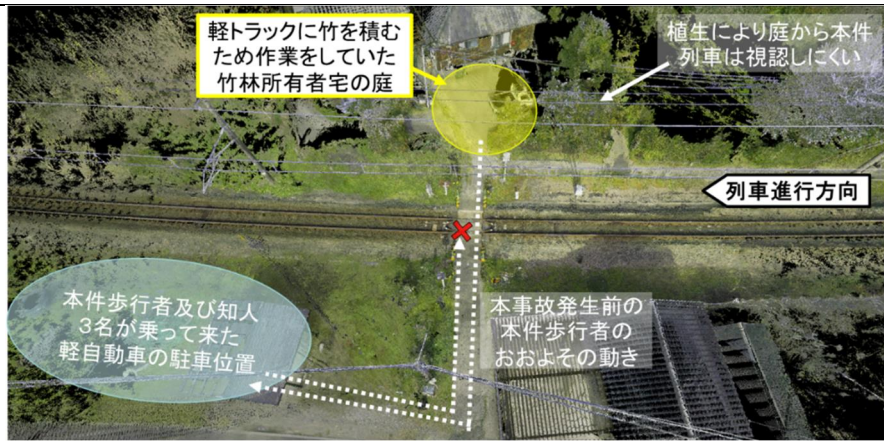 軽トラックに竹を積む
ため作業をしていた
竹林所有者宅の庭
植生により庭から本件
列車は視認しにくい
列車進行方向
本件歩行者及び知人
3名が乗って来た
軽自動車の駐車位置
本事故発生前の
本件歩行者の
おおよその動き